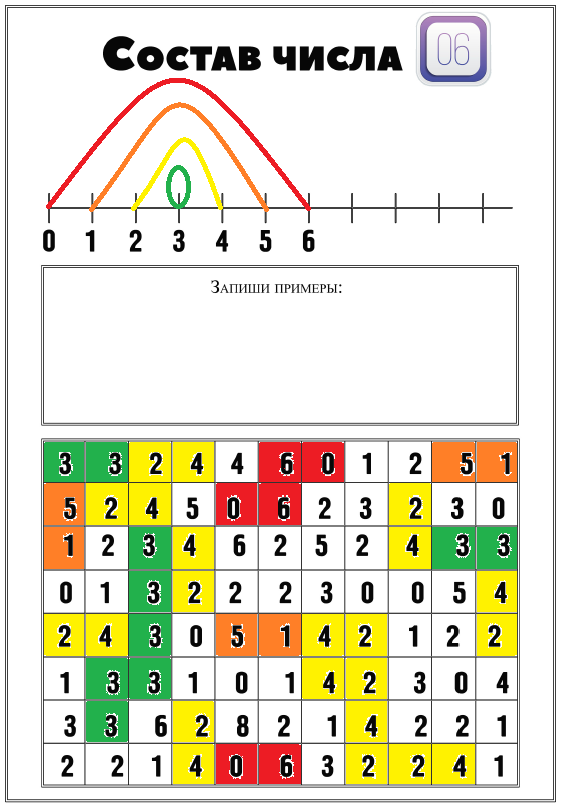 Состав числа 06
0 1 2 3 4 5 6
Запиши примеры:
3 3 2 4 4 6 0 1 2 5 1
5 2 4 5 0 6 2 3 2 3 0
1 2 3 4 6 2 5 2 4 3 3
0 1 3 2 2 2 3 0 0 5 4
2 4 3 0 5 1 4 2 1 2 2
1 3 3 1 0 1 4 2 3 0 4
3 3 6 2 8 2 1 4 2 2 1
2 2 1 4 0 6 3 2 2 4 1